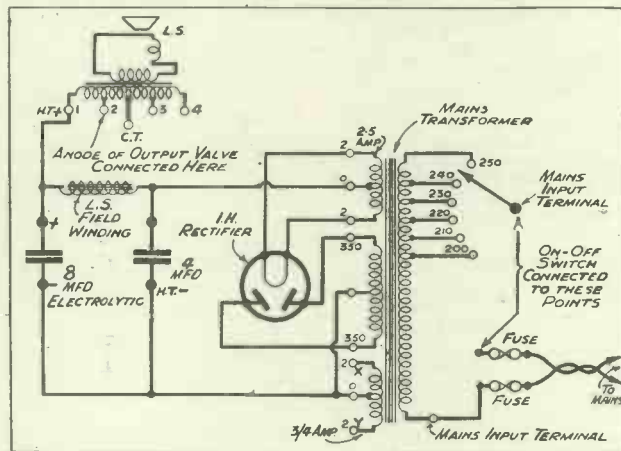 L.S.
H.T+
1
2
3
4
C.T.
ANODE OF OUTPUT VALVE
CONNECTED HERE
L.S.
FIELD
WINDING
+
8
MFD
ELECTROLYTIC
-
4
MFD
H.T.-
I.H.
RECTIFIER
2·5
AMP
2
0
2
350
350
2
X
0
2
Y
3/4 AMP.
MAINS
TRANSFORMER
250
240
230
220
210
200
MAINS
INPUT
TERMINAL
A
ON-OFF
SWITCH
CONNECTED
TO THESE
POINTS
FUSE
FUSE
TO
MAINS
MAINS INPUT TERMINAL